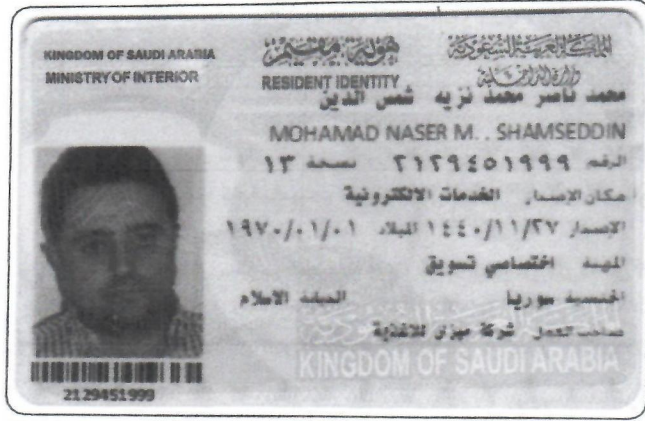 KINGDOM OF SAUDI ARABIA
MINISTRY OF INTERIOR
هوية مقيم
RESIDENT IDENTITY
المملكة العربية السعودية
وزارة الداخلية
محمد ناصر محمد نزيه شمس الدين
MOHAMAD NASER M. . SHAMSEDDIN
الرقم ٢١٢٩٤٥١٩٩٩ نسخة ١٣
مكان الإصدار الخدمات الالكترونية
الإصدار ١٤٤٠/١١/٢٧ الميلاد ١٩٧٠/٠١/٠١
المهنة اختصاصي تسويق
الجنسية سوريا الديانة الاسلام
صاحب العمل شركة ميزى للاغذية
KINGDOM OF SAUDI ARABIA
2129451999